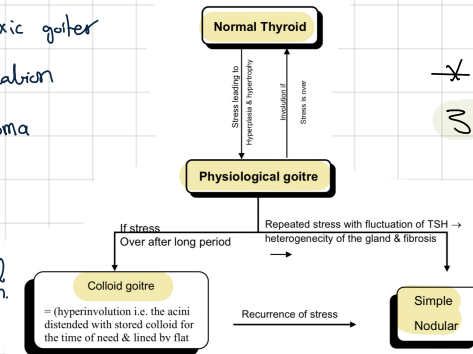 xic goiter
Normal Thyroid
Stress leading to
Hyperplasia & hypertrophy
Involution if
Stress is over
oma
3
Physiological goitre
If stress
Over after long period
Repeated stress with fluctuation of TSH →
heterogenecity of the gland & fibrosis
Colloid goitre
= (hyperinvolution i.e. the acini
distended with stored colloid for
the time of need & lined by flat
Recurrence of stress
Simple
Nodular